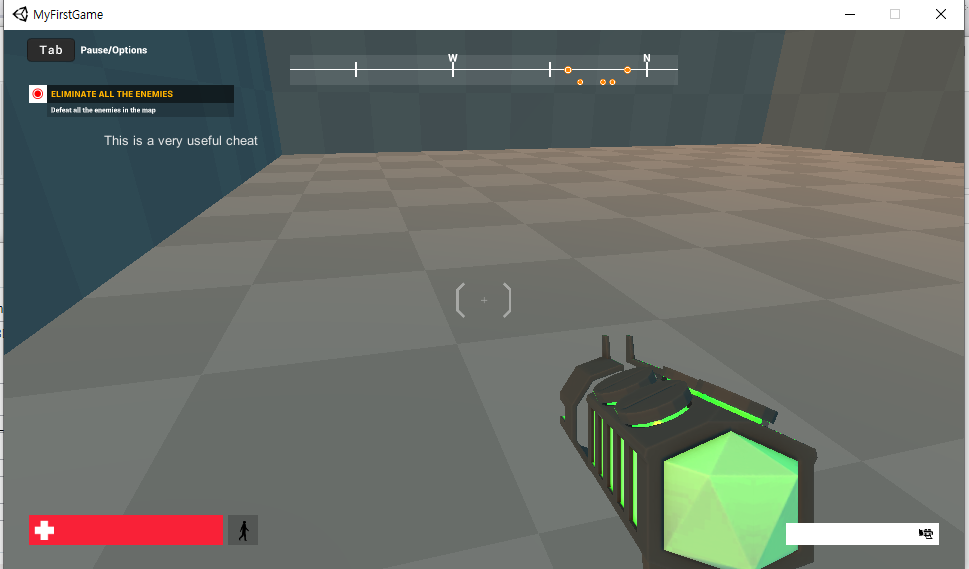 MyFirstGame
Tab Pause/Options
W N
ELIMINATE ALL THE ENEMIES
Defeat all the enemies in the map
This is a very useful cheat